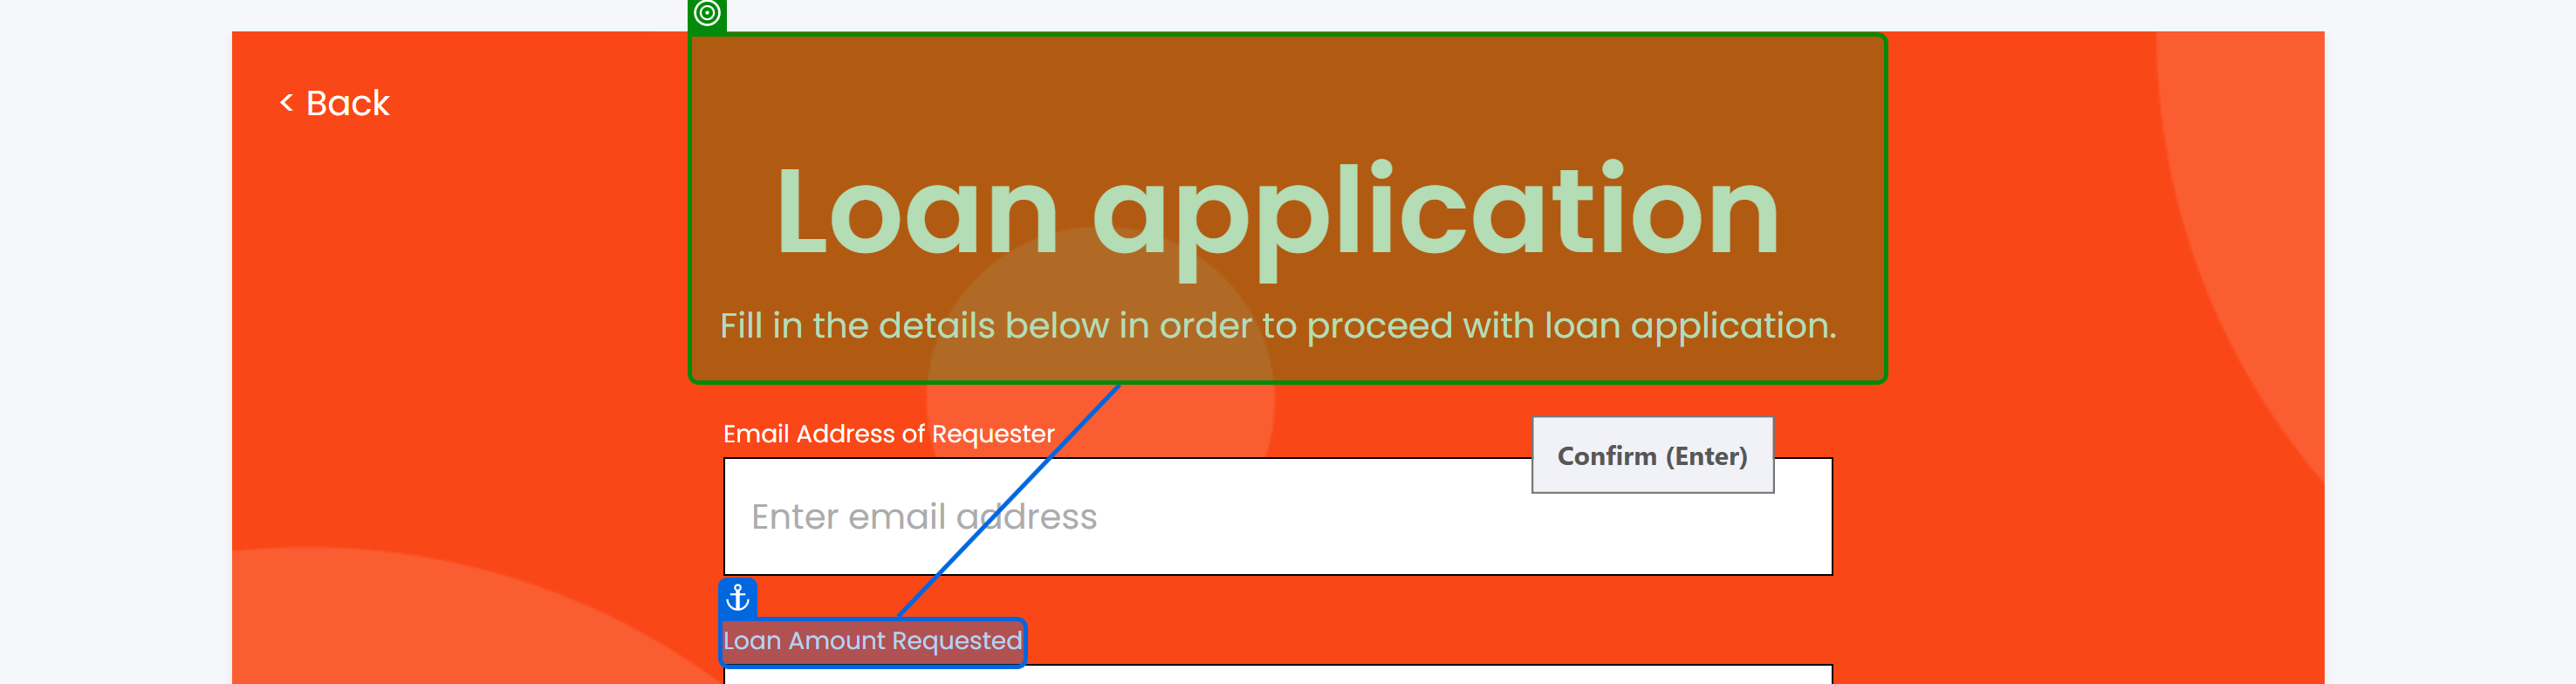 < Back
Loan application
Fill in the details below in order to proceed with loan application.
Email Address of Requester
Confirm (Enter)
Enter email address
Loan Amount Requested